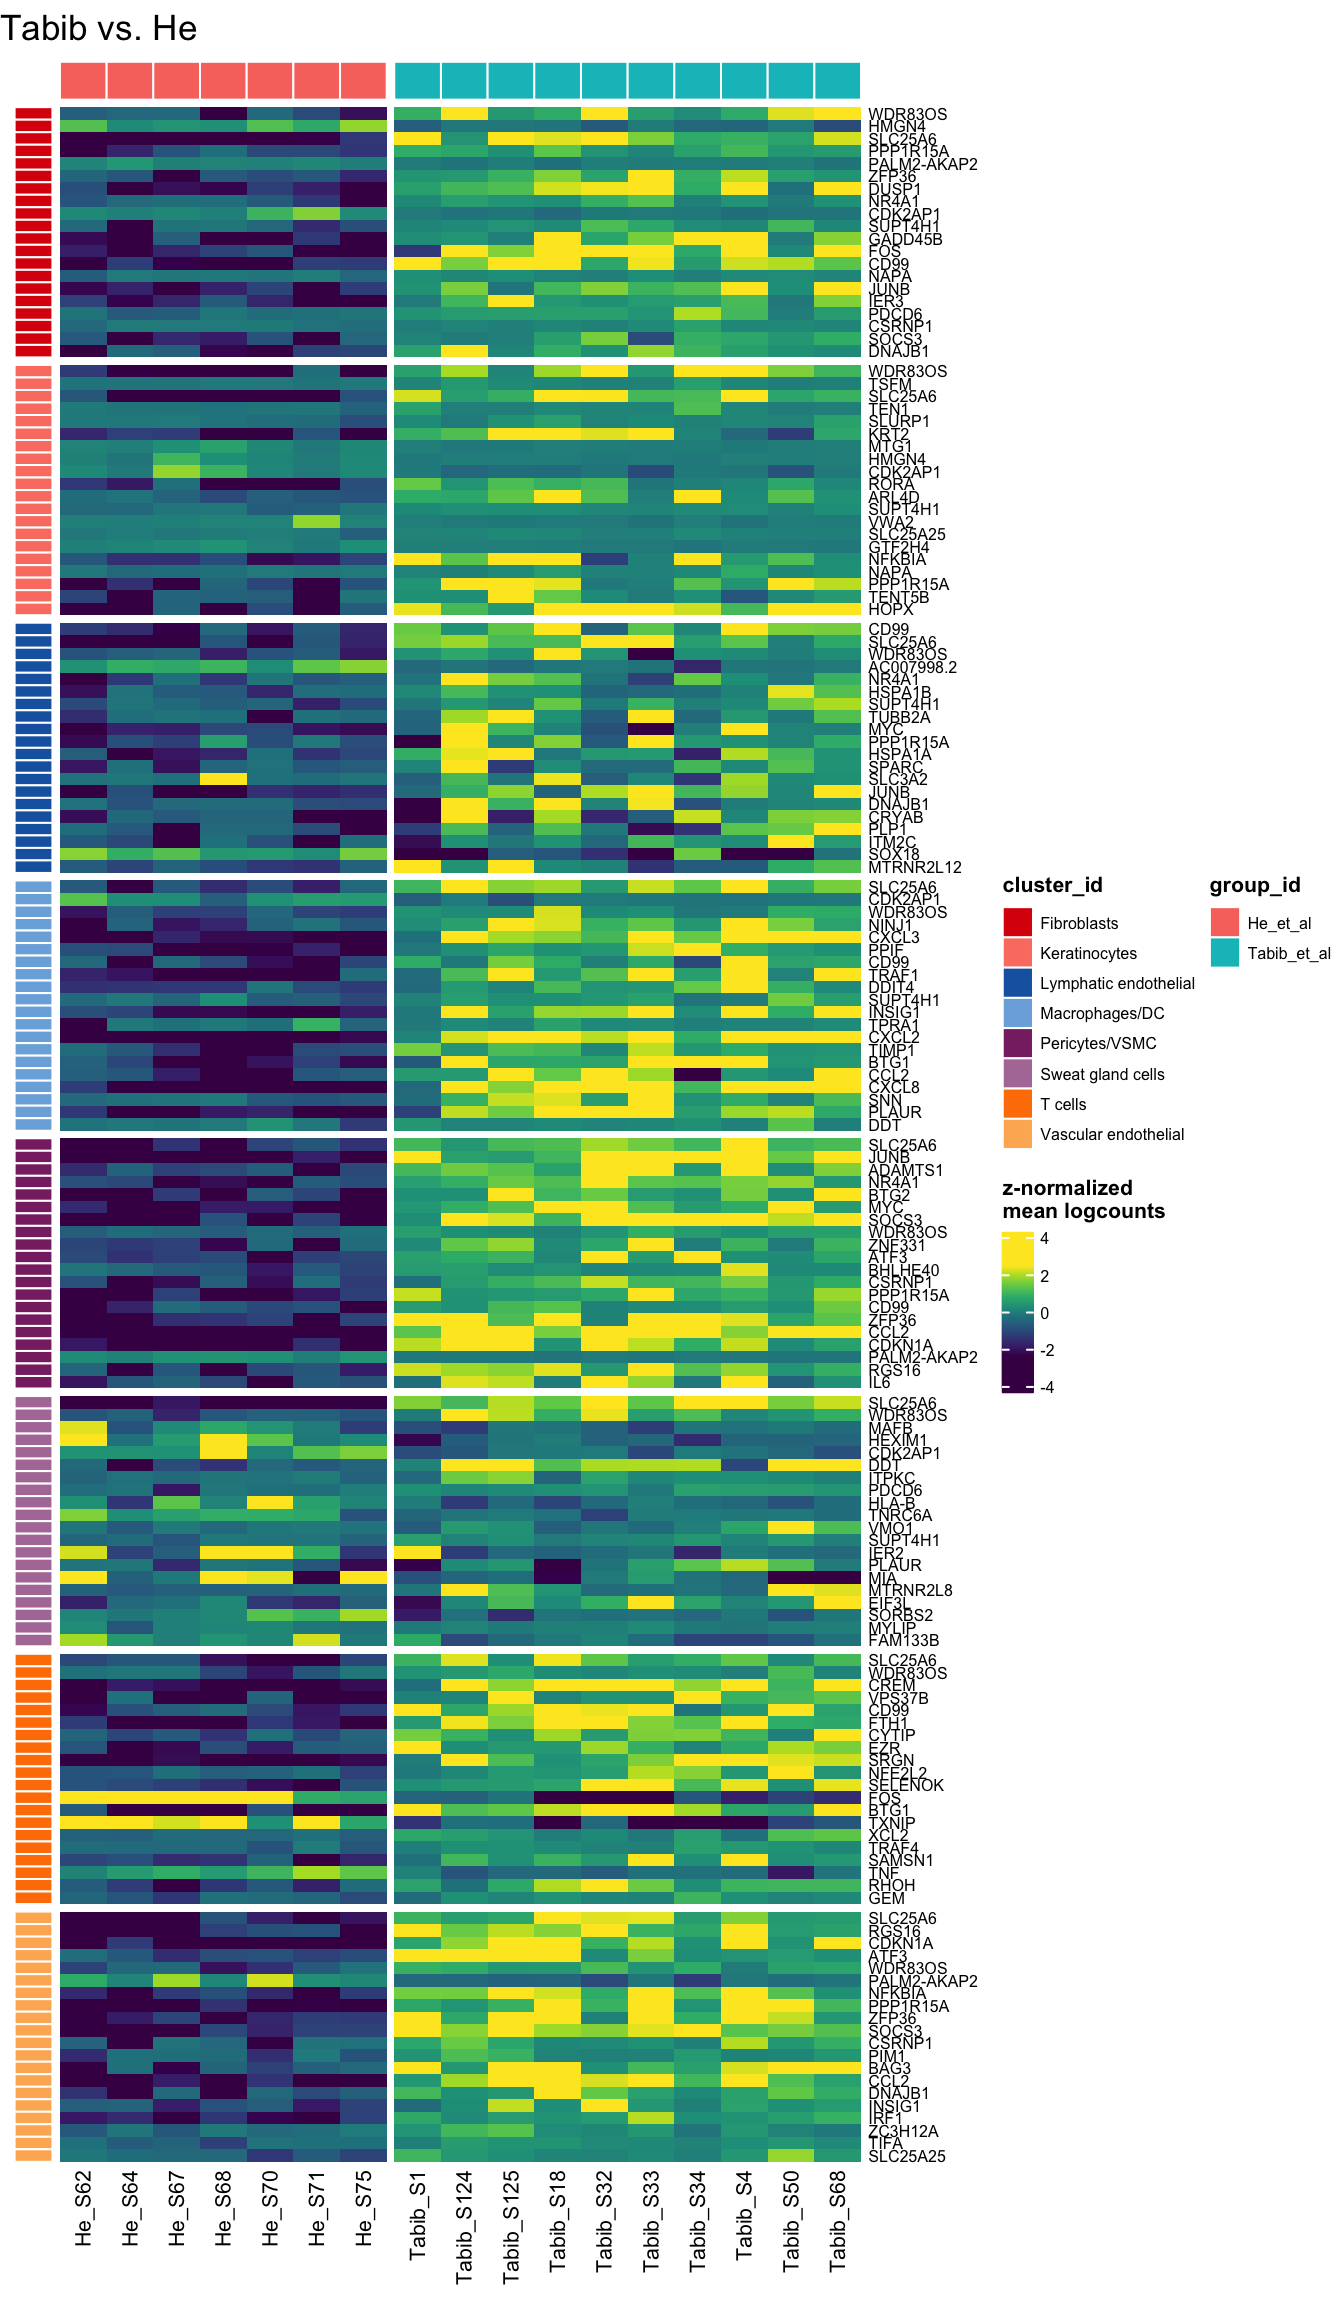 Tabib vs. He
WDR83OS
HMGN4
SLC25A6
PPP1R15A
PALM2-AKAP2
ZFP36
DUSP1
NR4A1
CDK2AP1
SUPT4H1
GADD45B
FOS
CD99
NAPA
JUNB
IER3
PDCD6
CSRNP1
SOCS3
DNAJB1
WDR83OS
TSFM
SLC25A6
TEN1
SLURP1
KRT2
MTG1
HMGN4
CDK2AP1
RORA
ARL4D
SUPT4H1
VWA2
SLC25A25
GTF2H4
NFKBIA
NAPA
PPP1R15A
TENT5B
HOPX
CD99
SLC25A6
WDR83OS
AC007998.2
NR4A1
HSPA1B
SUPT4H1
TUBB2A
MYC
PPP1R15A
HSPA1A
SPARC
SLC3A2
JUNB
DNAJB1
CRYAB
PLP1
ITM2C
SOX18
MTRNR2L12
SLC25A6
CDK2AP1
WDR83OS
NINJ1
CXCL3
PPIF
CD99
TRAF1
DDIT4
SUPT4H1
INSIG1
TPRA1
CXCL2
TIMP1
BTG1
CCL2
CXCL8
SNN
PLAUR
DDT
SLC25A6
JUNB
ADAMTS1
NR4A1
BTG2
MYC
SOCS3
WDR83OS
ZNF331
ATF3
BHLHE40
CSRNP1
PPP1R15A
CD99
ZFP36
CCL2
CDKN1A
PALM2-AKAP2
RGS16
IL6
SLC25A6
WDR83OS
MAFB
HEXIM1
CDK2AP1
DDT
ITPKC
PDCD6
HLA-B
TNRC6A
VMO1
SUPT4H1
IER2
PLAUR
MIA
MTRNR2L8
EIF3L
SORBS2
MYLIP
FAM133B
SLC25A6
WDR83OS
CREM
VPS37B
CD99
FTH1
CYTIP
EZR
SRGN
NFE2L2
SELENOK
FOS
BTG1
TXNIP
XCL2
TRAF4
SAMSN1
TNF
RHOH
GEM
SLC25A6
RGS16
CDKN1A
ATF3
WDR83OS
PALM2-AKAP2
NFKBIA
PPP1R15A
ZFP36
SOCS3
CSRNP1
PIM1
BAG3
CCL2
DNAJB1
INSIG1
IRF1
ZC3H12A
TIFA
SLC25A25
He_S62
He_S64
He_S67
He_S68
He_S70
He_S71
He_S75
Tabib_S1
Tabib_S124
Tabib_S125
Tabib_S18
Tabib_S32
Tabib_S33
Tabib_S34
Tabib_S4
Tabib_S50
Tabib_S68
cluster_id
Fibroblasts
Keratinocytes
Lymphatic endothelial
Macrophages/DC
Pericytes/VSMC
Sweat gland cells
T cells
Vascular endothelial
group_id
He_et_al
Tabib_et_al
z-normalized
mean logcounts
4
2
0
-2
-4